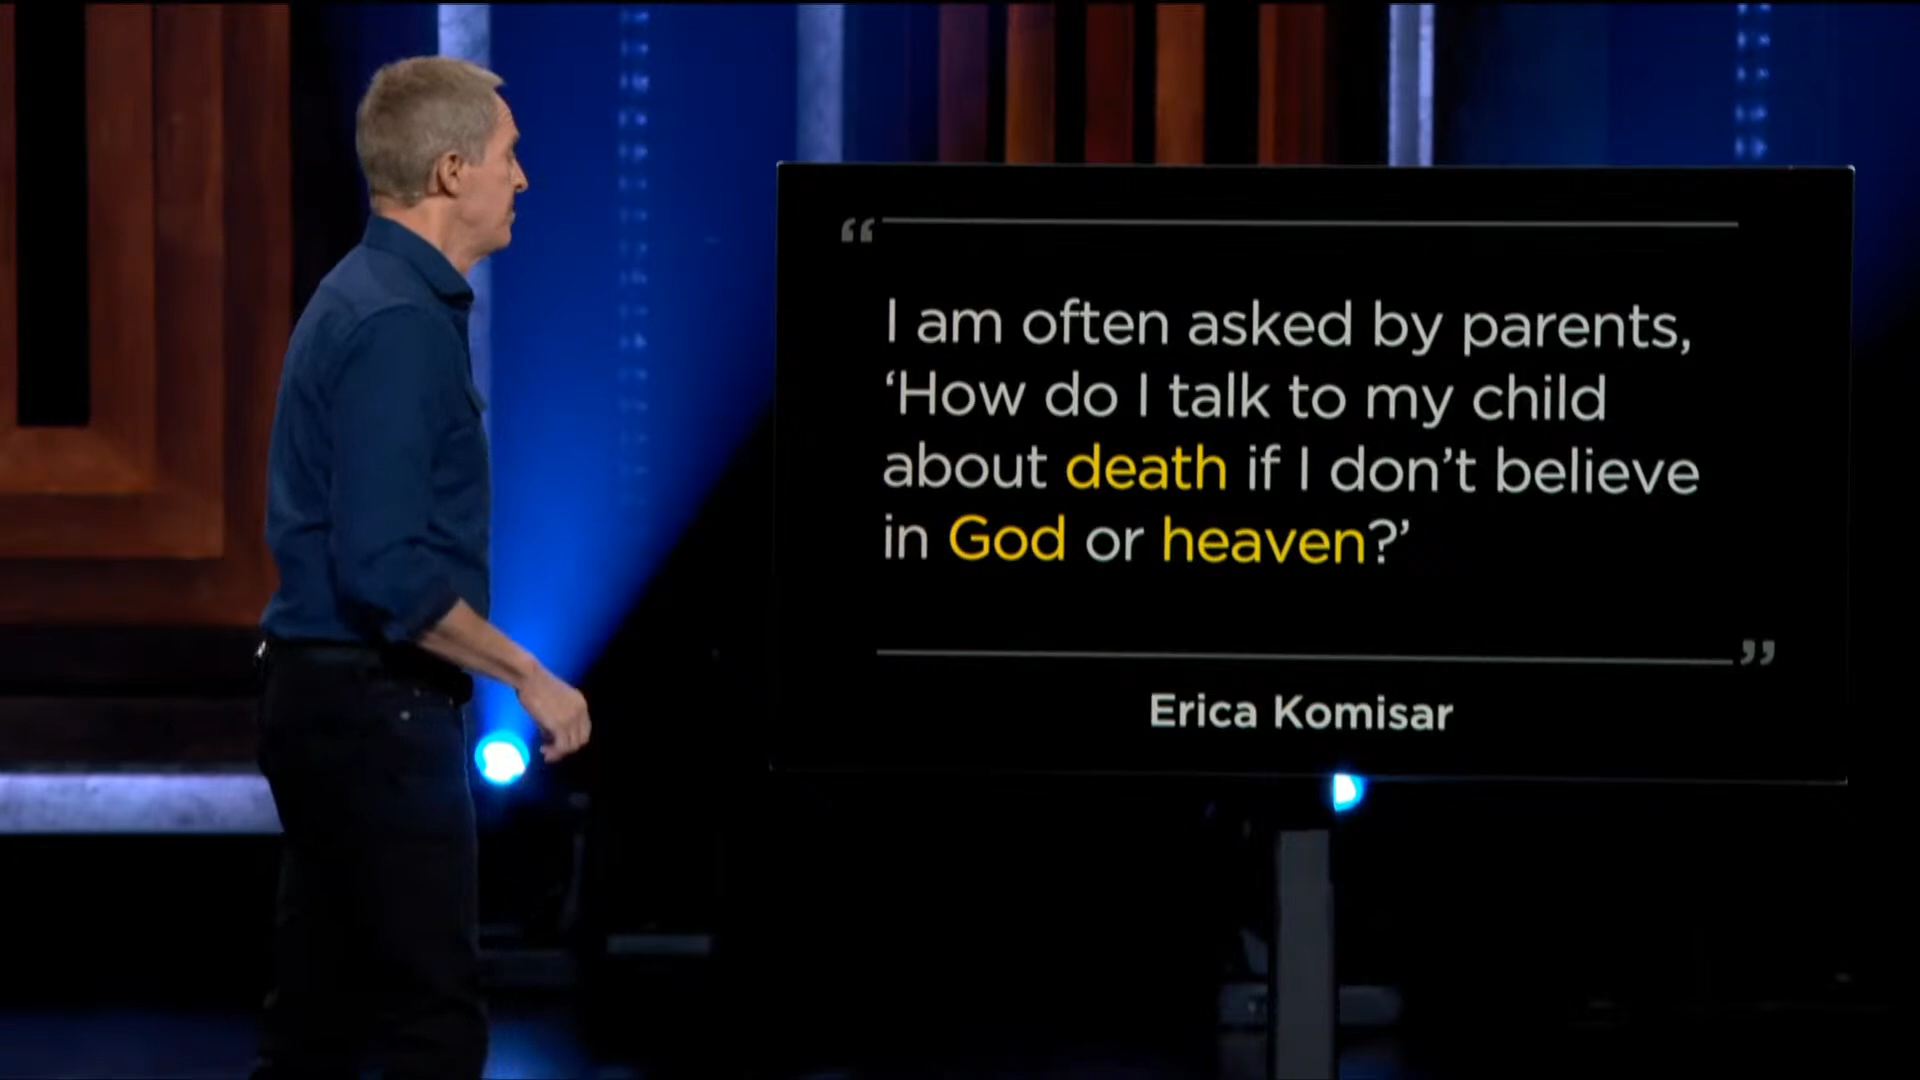 “
I am often asked by parents,
‘How do I talk to my child
about death if I don’t believe
in God or heaven?’
”
Erica Komisar